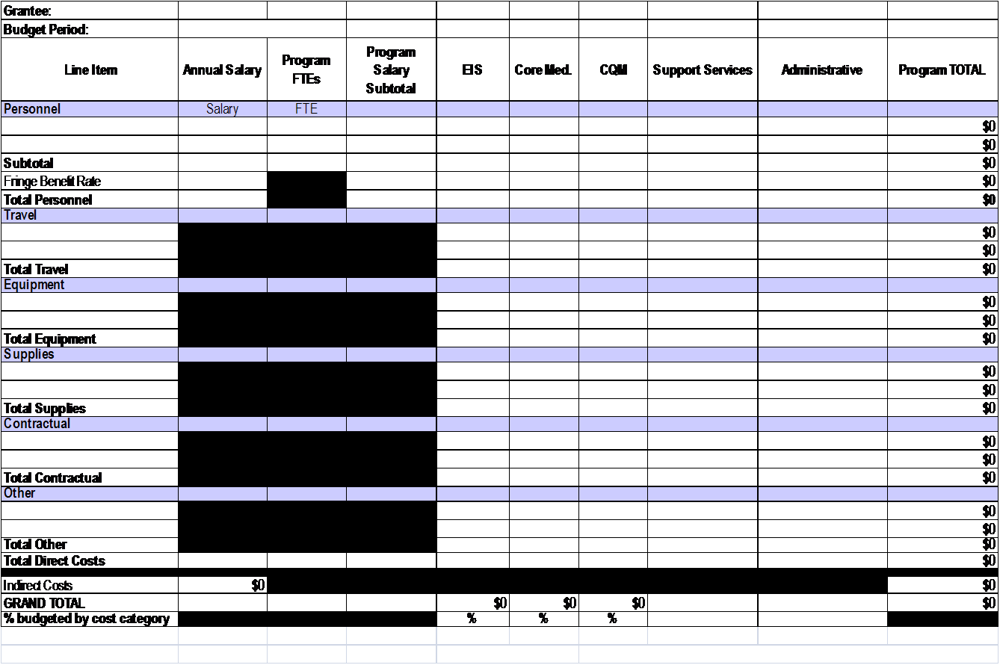 Grantee:
Budget Period:
Line Item Annual Salary Program FTEs Program Salary Subtotal EIS Core Med. CQM Support Services Administrative Program TOTAL
Personnel Salary FTE
$0
$0
Subtotal $0
Fringe Benefit Rate $0
Total Personnel $0
Travel
$0
$0
Total Travel $0
Equipment
$0
$0
Total Equipment $0
Supplies
$0
$0
Total Supplies $0
Contractual
$0
$0
Total Contractual $0
Other
$0
$0
Total Other $0
Total Direct Costs $0
Indirect Costs $0 $0
GRAND TOTAL $0 $0 $0 $0
% budgeted by cost category % % %